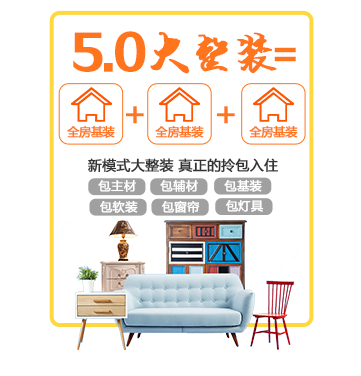 5.0大整装=
全房基装 + 全房基装 + 全房基装
新模式大整装 真正的拎包入住
包主材 包辅材 包基装
包软装 包窗帘 包灯具